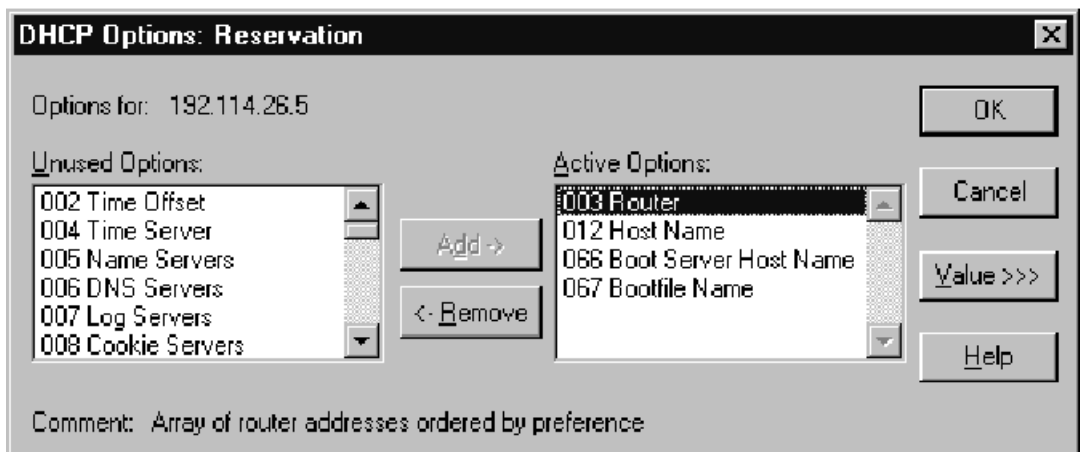 DHCP Options: Reservation
Options for: 192.114.26.5
Unused Options:
002 Time Offset
004 Time Server
005 Name Servers
006 DNS Servers
007 Log Servers
008 Cookie Servers
Add ->
<- Remove
Active Options:
003 Router
012 Host Name
066 Boot Server Host Name
067 Bootfile Name
OK
Cancel
Value >>>
Help
Comment: Array of router addresses ordered by preference